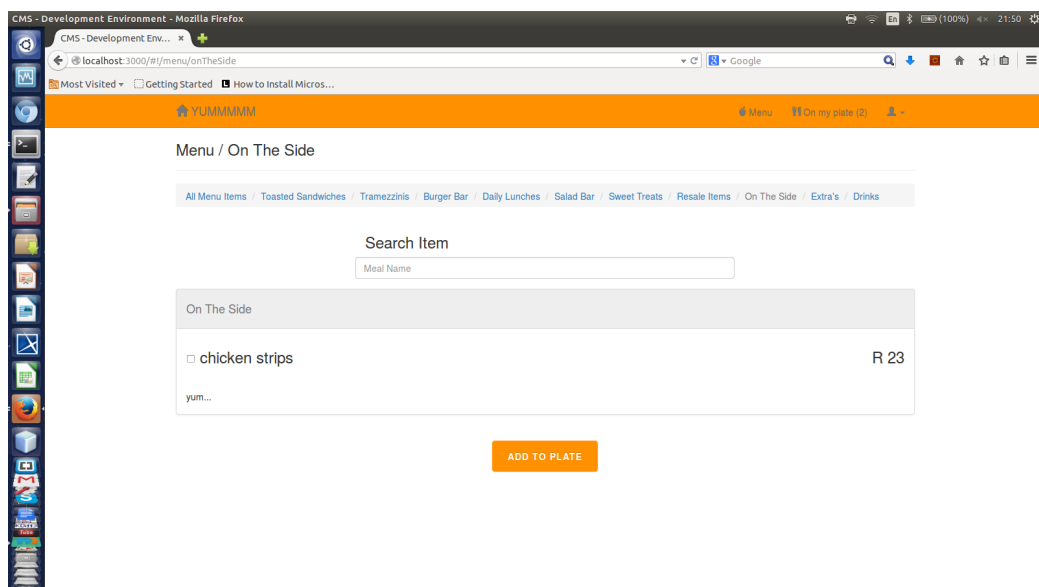 CMS - Development Environment - Mozilla Firefox
En
(100%)
21:50
CMS - Development Env...
localhost:3000/#!/menu/onTheSide
Google
Most Visited
Getting Started
How to Install Micros...
YUMMMMM
Menu
On my plate (2)
Menu / On The Side
All Menu Items / Toasted Sandwiches / Tramezzinis / Burger Bar / Daily Lunches / Salad Bar / Sweet Treats / Resale Items / On The Side / Extra's / Drinks
Search Item
Meal Name
On The Side
chicken strips
R 23
yum...
ADD TO PLATE